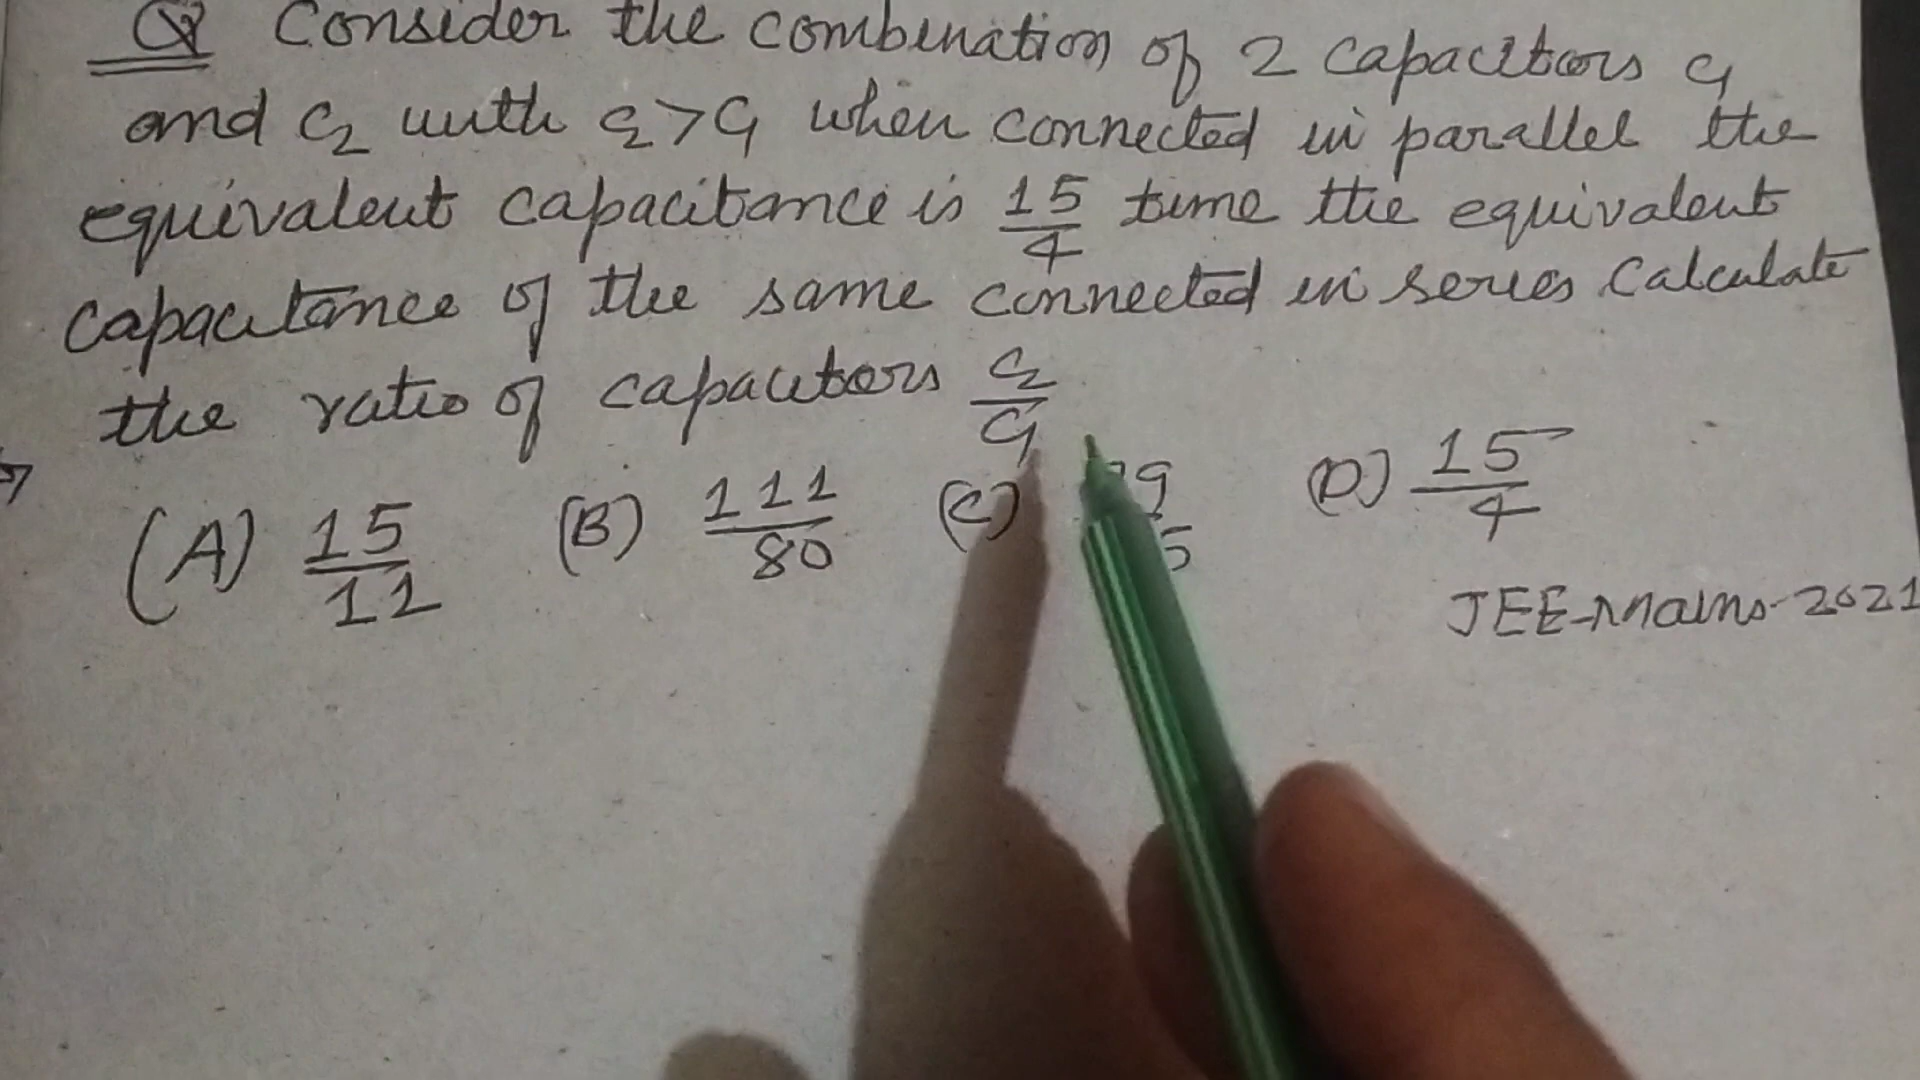 Q Consider the combination of 2 capacitors C1
and C2 with C2>C1 when connected in parallel the
equivalent capacitance is 15/4 time the equivalent
capacitance of the same connected in series Calculate
the ratio of capacitors C2/C1
(A) 15/11 (B) 111/80 (C) (D) 15/4
JEE-Mains-2021